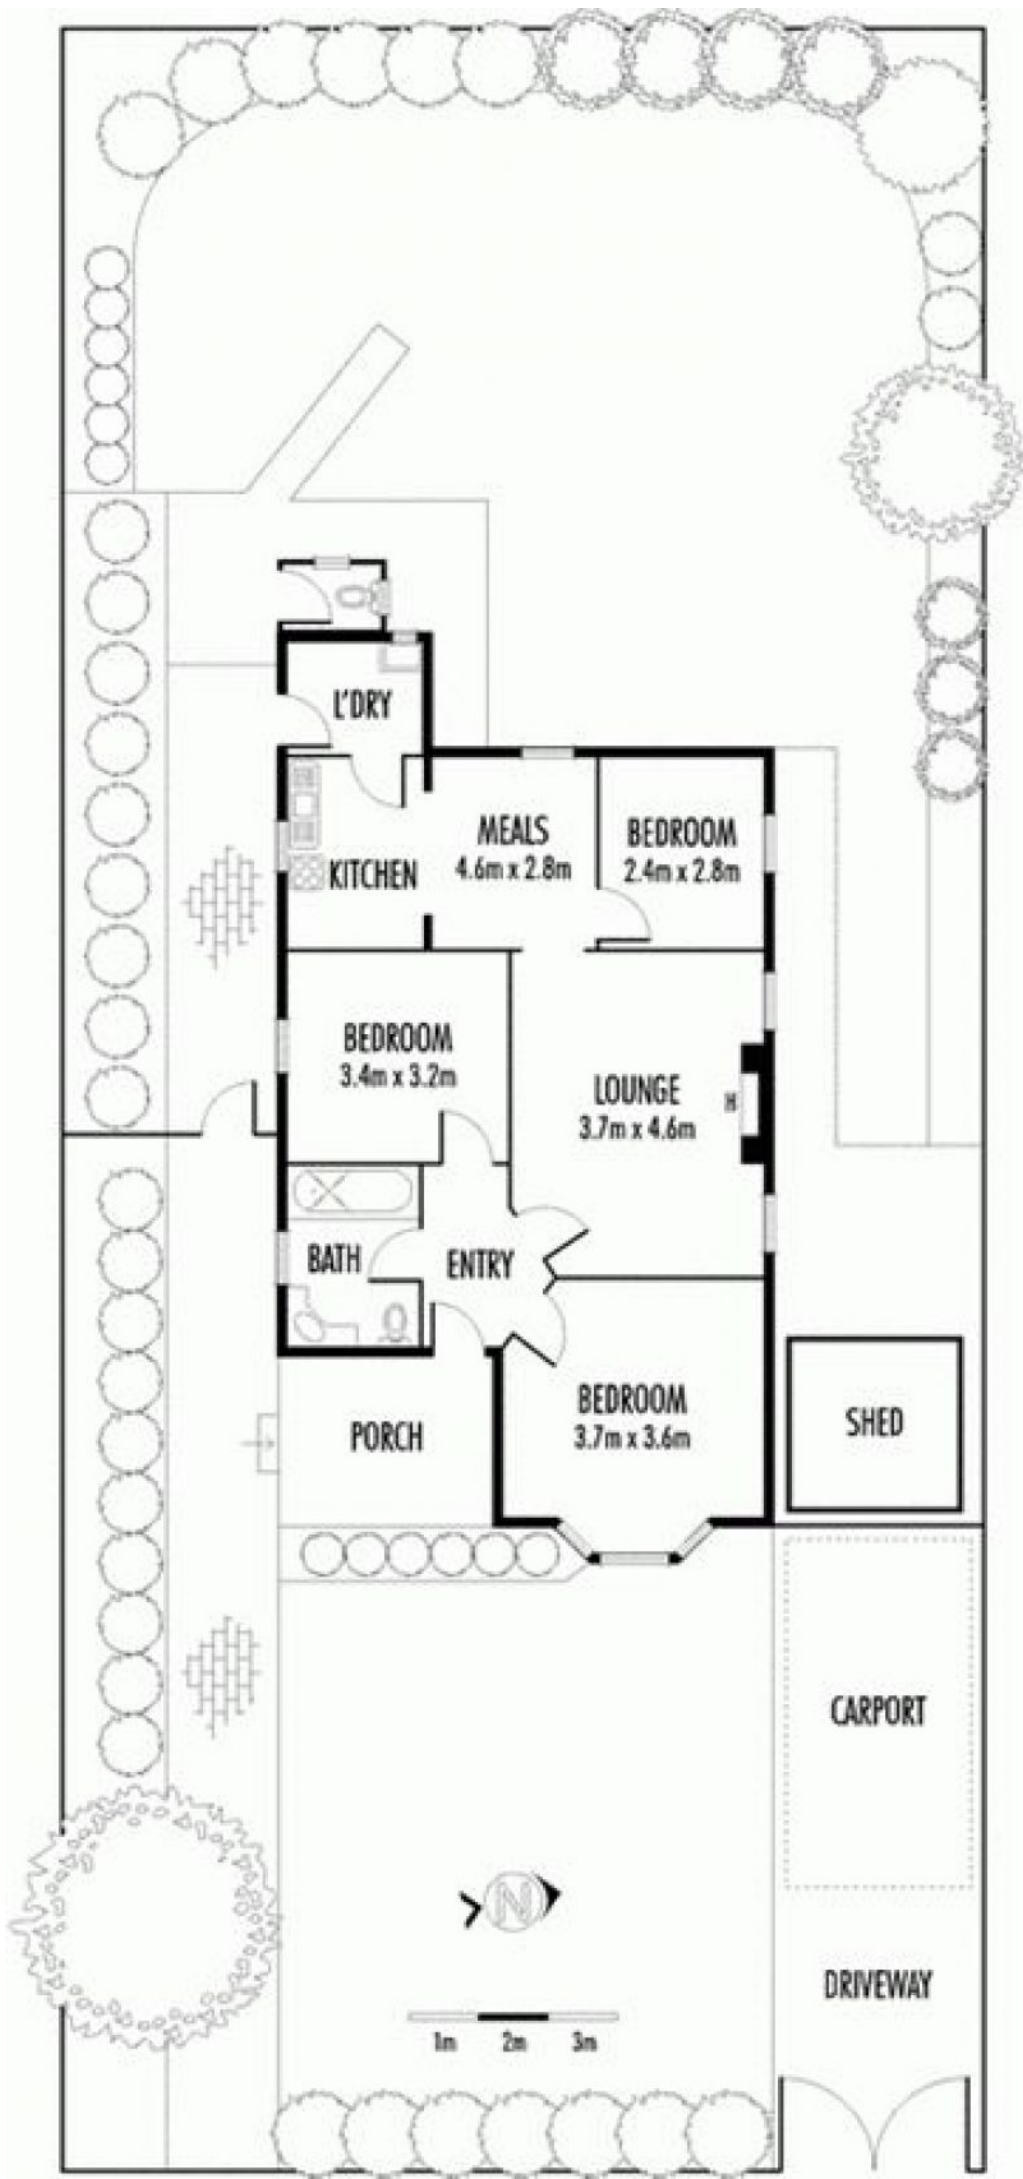 L'DRY
MEALS
4.6m x 2.8m
BEDROOM
2.4m x 2.8m
KITCHEN
BEDROOM
3.4m x 3.2m
LOUNGE
3.7m x 4.6m
H
BATH
ENTRY
BEDROOM
3.7m x 3.6m
PORCH
SHED
CARPORT
N
DRIVEWAY
1m 2m 3m